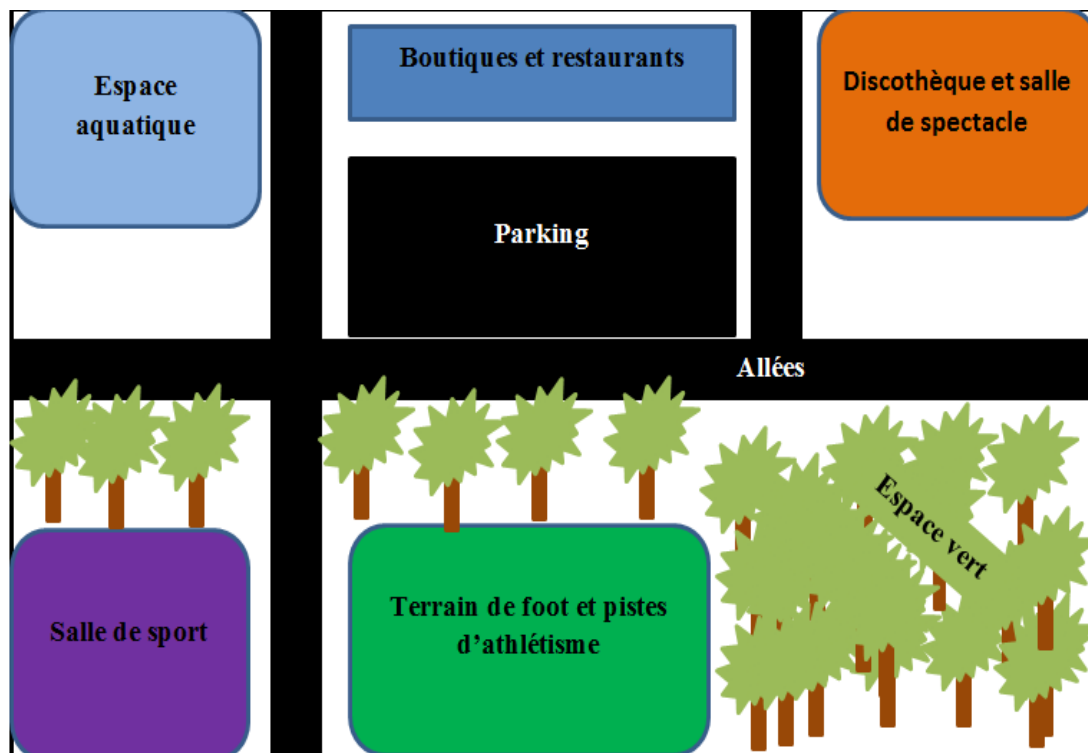 Espace
aquatique
Boutiques et restaurants
Discothèque et salle
de spectacle
Parking
Allées
Espace vert
Salle de sport
Terrain de foot et pistes
d'athlétisme